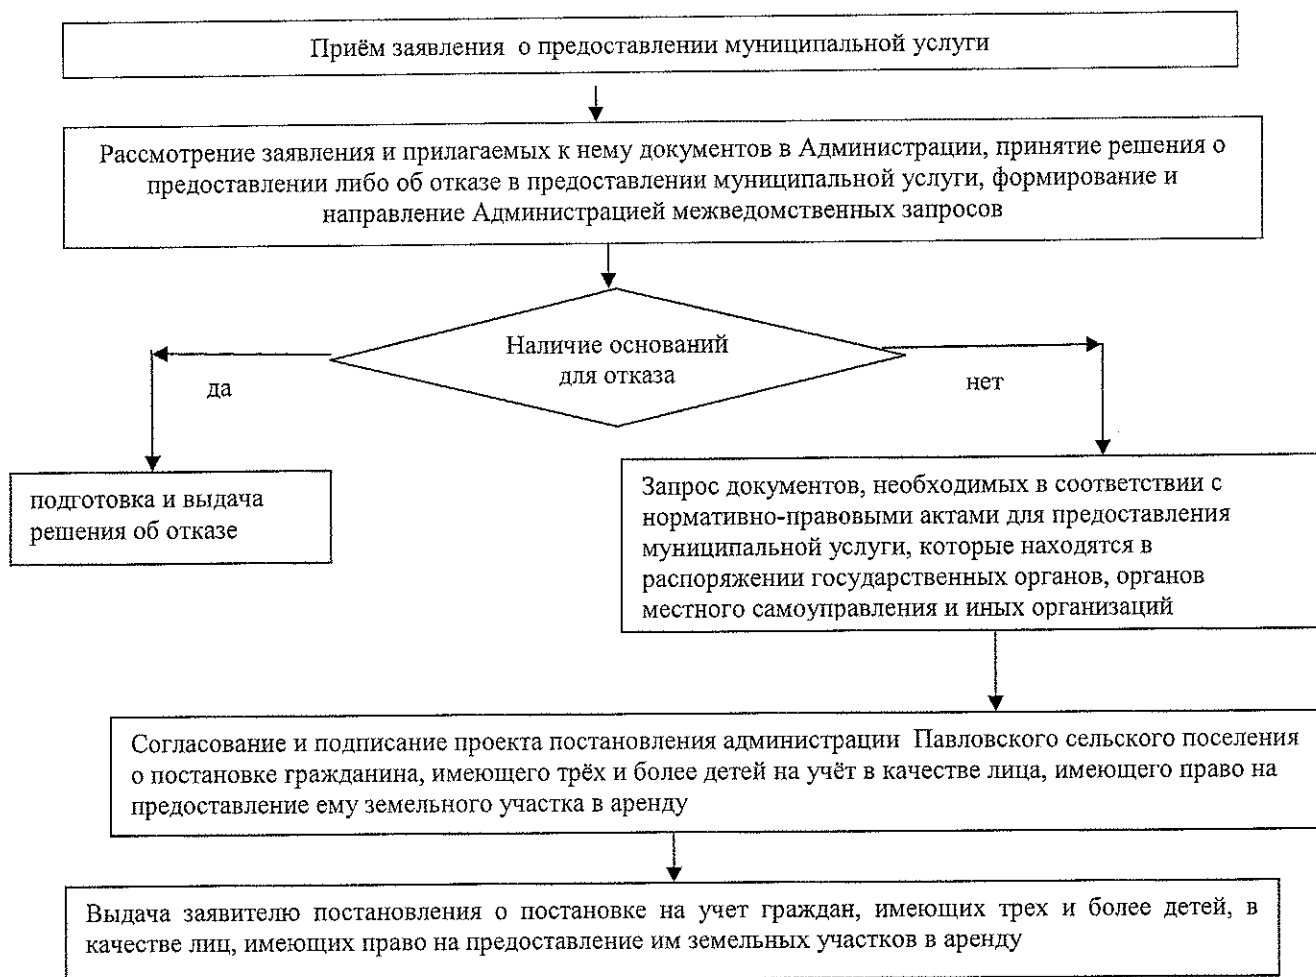 Приём заявления о предоставлении муниципальной услуги
Рассмотрение заявления и прилагаемых к нему документов в Администрации, принятие решения о
предоставлении либо об отказе в предоставлении муниципальной услуги, формирование и
направление Администрацией межведомственных запросов
Наличие оснований
для отказа
да
нет
подготовка и выдача
решения об отказе
Запрос документов, необходимых в соответствии с
нормативно-правовыми актами для предоставления
муниципальной услуги, которые находятся в
распоряжении государственных органов, органов
местного самоуправления и иных организаций
Согласование и подписание проекта постановления администрации Павловского сельского поселения
о постановке гражданина, имеющего трёх и более детей на учёт в качестве лица, имеющего право на
предоставление ему земельного участка в аренду
Выдача заявителю постановления о постановке на учет граждан, имеющих трех и более детей, в
качестве лиц, имеющих право на предоставление им земельных участков в аренду